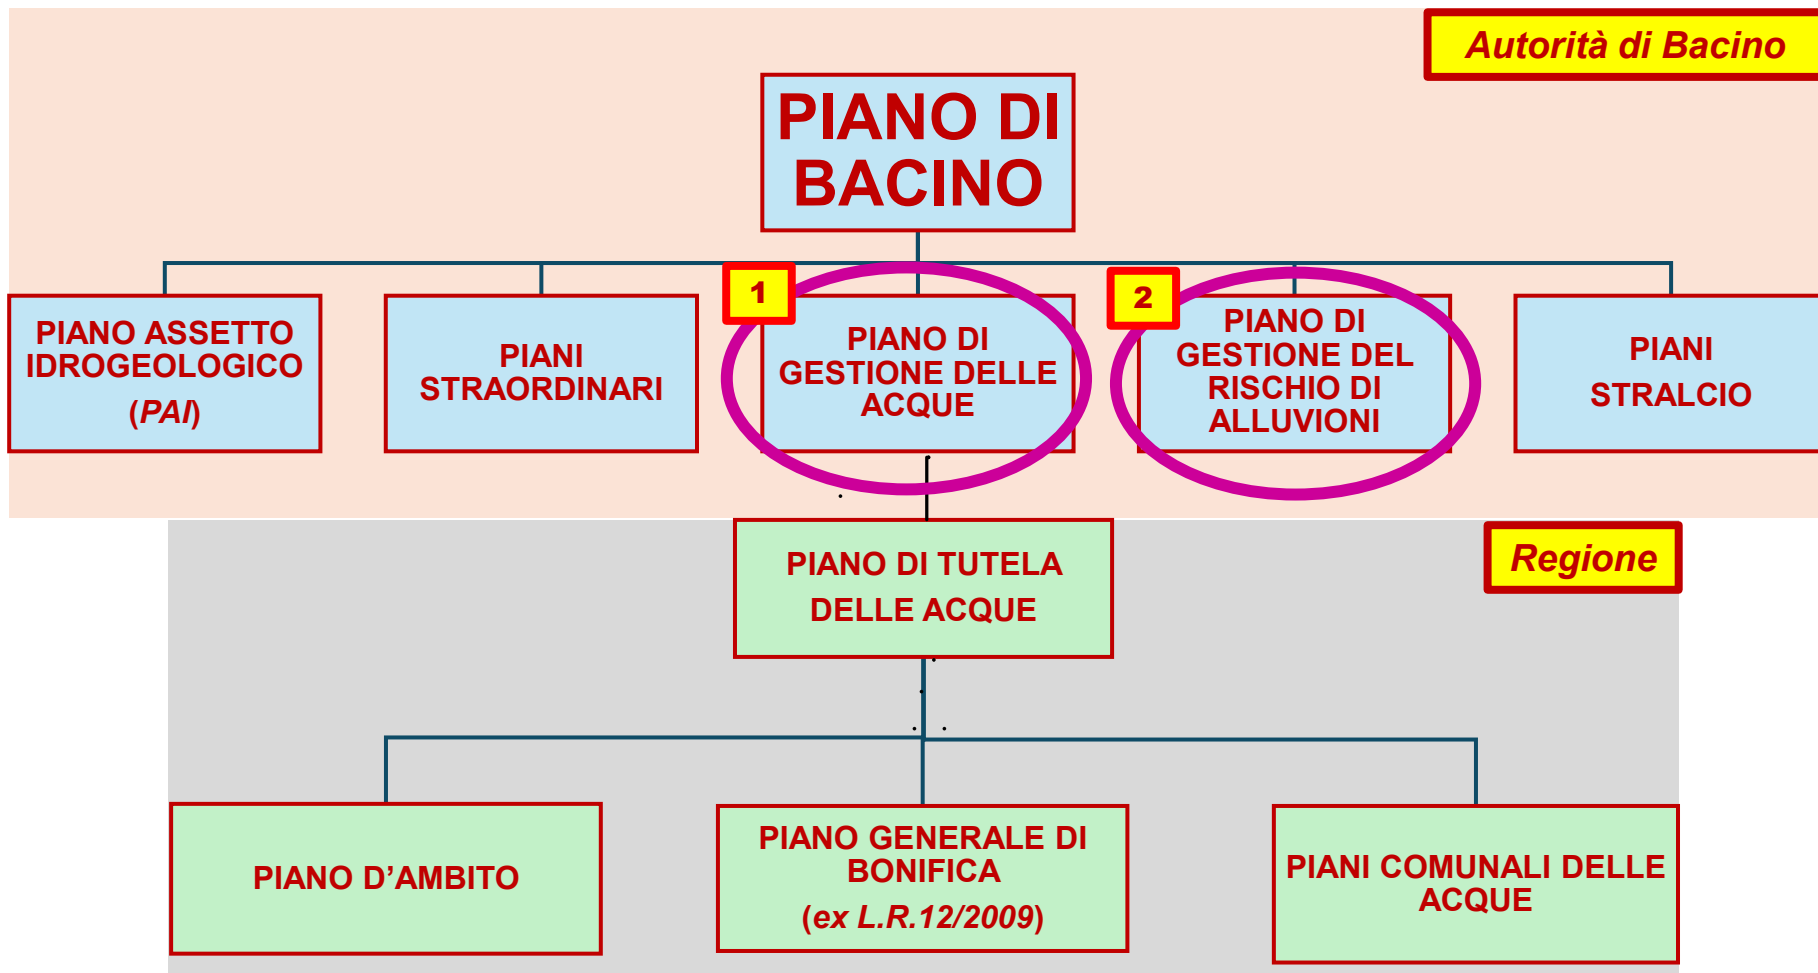 Autorità di Bacino
PIANO DI
BACINO
PIANO ASSETTO
IDROGEOLOGICO
(PAI)
PIANI
STRAORDINARI
1
PIANO DI
GESTIONE DELLE
ACQUE
2
PIANO DI
GESTIONE DEL
RISCHIO DI
ALLUVIONI
PIANI
STRALCIO
Regione
PIANO DI TUTELA
DELLE ACQUE
PIANO D’AMBITO
PIANO GENERALE DI
BONIFICA
(ex L.R.12/2009)
PIANI COMUNALI DELLE
ACQUE